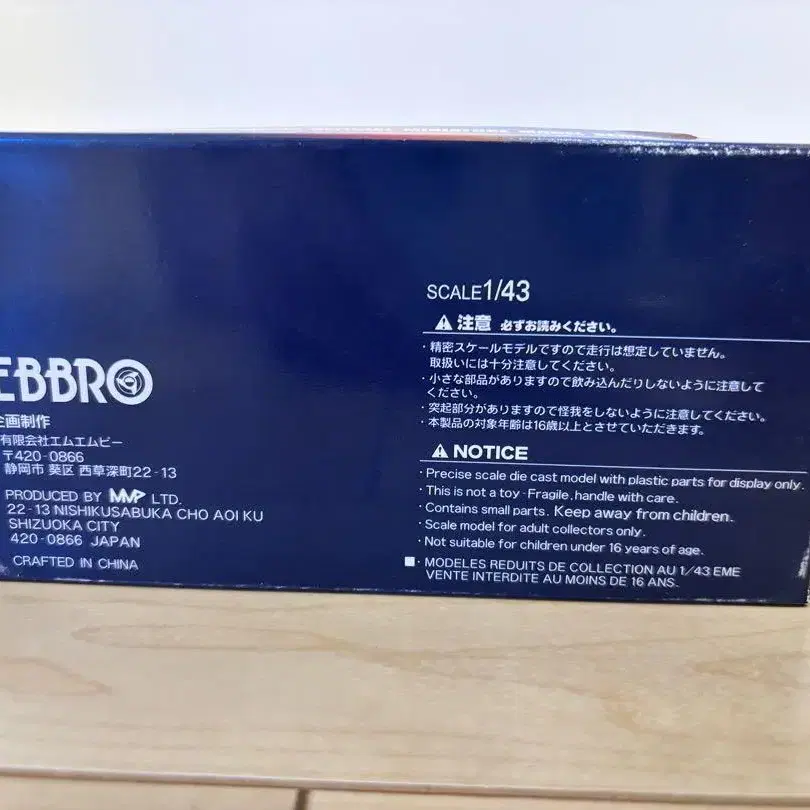 EBBRO
企画制作
有限会社エムエムピー
〒420-0866
静岡市 葵区 西草深町22-13
PRODUCED BY MMP LTD.
22-13 NISHIKUSABUKA CHO AOI KU
SHIZUOKA CITY
420-0866 JAPAN
CRAFTED IN CHINA
SCALE1/43
⚠注意 必ずお読みください。
・精密スケールモデルですので走行は想定していません。
取扱いには十分注意してください。
・小さな部品がありますので飲み込んだりしないように注意して
ください。
・突起部分がありますので怪我をしないように注意してください。
・本製品の対象年齢は16歳以上とさせていただきます。
⚠NOTICE
・Precise scale die cast model with plastic parts for display only.
・This is not a toy-Fragile, handle with care.
・Contains small parts. Keep away from children.
・Scale model for adult collectors only.
・Not suitable for children under 16 years of age.
■・MODELES REDUITS DE COLLECTION AU 1/43 EME
VENTE INTERDITE AU MOINS DE 16 ANS.